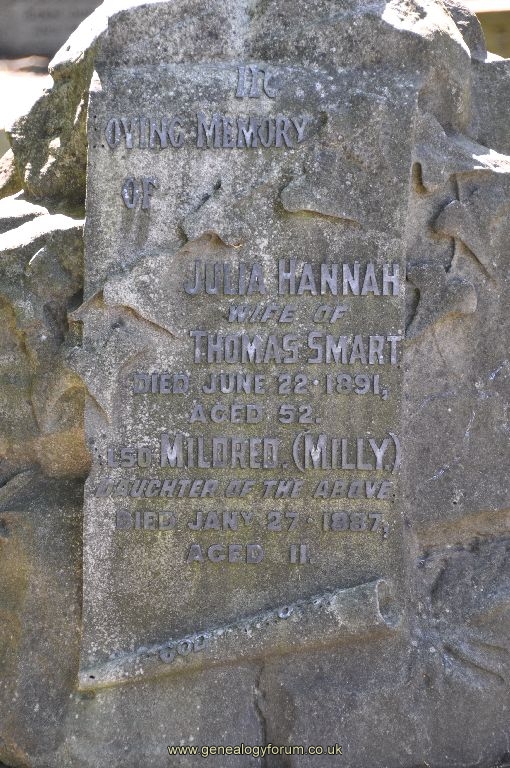 In
Loving Memory
of
Julia Hannah
wife of
Thomas Smart
died June 22·1891,
aged 52.
also Mildred. (Milly.)
daughter of the above.
died Jany 27·1887,
aged 11.
God
www.genealogyforum.co.uk